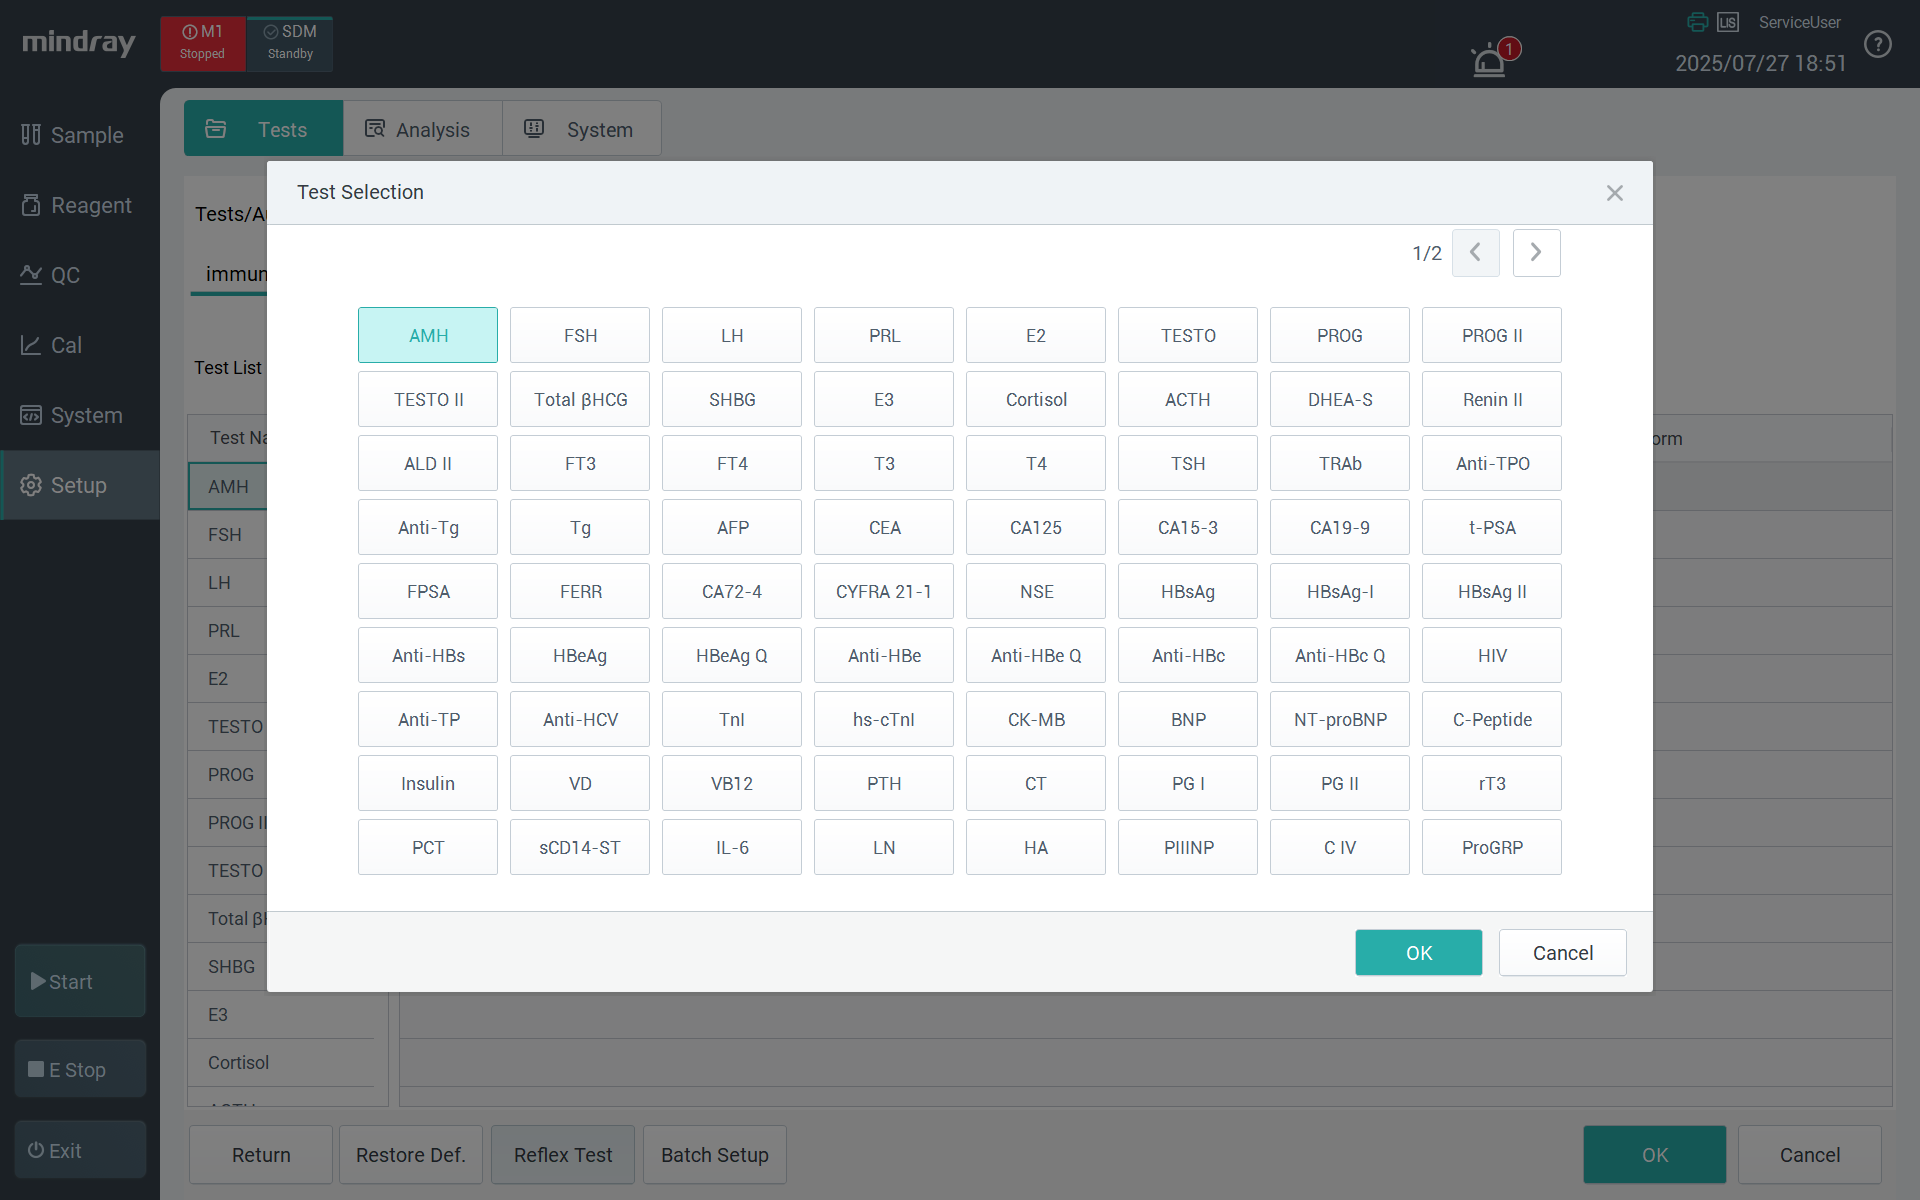 mindray
M1
Stopped
SDM
Standby
1
LIS
ServiceUser
2025/07/27 18:51
?
Sample
Reagent
QC
Cal
System
Setup
Start
E Stop
Exit
Tests
Analysis
System
Tests/A
immun
Test List
Test Na
orm
AMH
FSH
LH
PRL
E2
TESTO
PROG
PROG II
TESTO
Total β
SHBG
E3
Cortisol
Test Selection
1/2
AMH FSH LH PRL E2 TESTO PROG PROG II
TESTO II Total βHCG SHBG E3 Cortisol ACTH DHEA-S Renin II
ALD II FT3 FT4 T3 T4 TSH TRAb Anti-TPO
Anti-Tg Tg AFP CEA CA125 CA15-3 CA19-9 t-PSA
FPSA FERR CA72-4 CYFRA 21-1 NSE HBsAg HBsAg-I HBsAg II
Anti-HBs HBeAg HBeAg Q Anti-HBe Anti-HBe Q Anti-HBc Anti-HBc Q HIV
Anti-TP Anti-HCV TnI hs-cTnI CK-MB BNP NT-proBNP C-Peptide
Insulin VD VB12 PTH CT PG I PG II rT3
PCT sCD14-ST IL-6 LN HA PIIINP C IV ProGRP
OK Cancel
Return Restore Def. Reflex Test Batch Setup OK Cancel